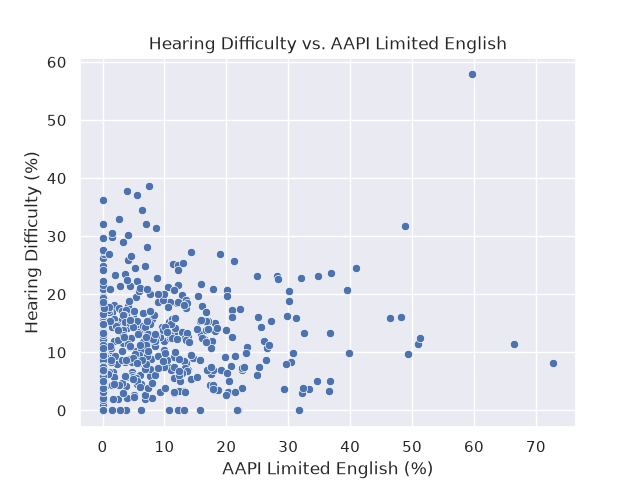 Hearing Difficulty vs. AAPI Limited English
60
50
40
30
20
10
0
Hearing Difficulty (%)
0 10 20 30 40 50 60 70
AAPI Limited English (%)